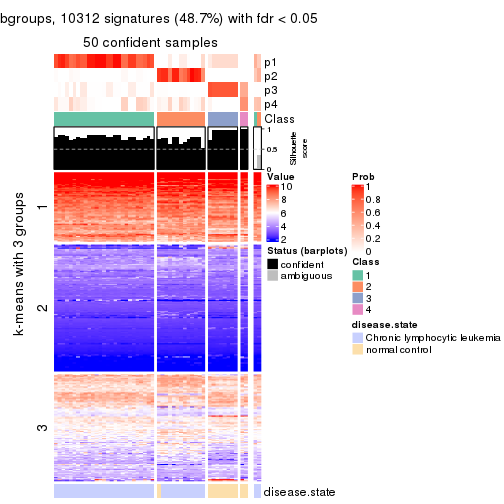 bgroups, 10312 signatures (48.7%) with fdr < 0.05
50 confident samples
p1
p2
p3
p4
Class
1
0.5
0
Silhouette
score
k-means with 3 groups
1
2
3
Value
10
8
6
4
2
Status (barplots)
confident
ambiguous
Prob
1
0.8
0.6
0.4
0.2
0
Class
1
2
3
4
disease.state
Chronic lymphocytic leukemia
normal control
disease.state